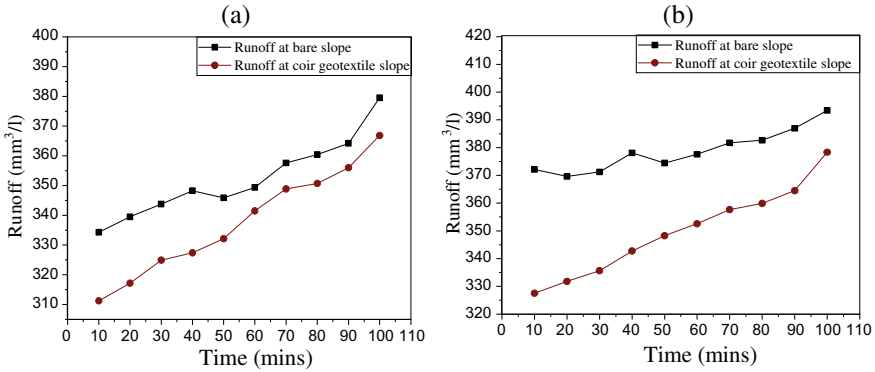 (a)
400
390
380
370
360
350
340
330
320
310
0 10 20 30 40 50 60 70 80 90 100 110
Runoff (mm³/l)
Time (mins)
Runoff at bare slope
Runoff at coir geotextile slope
(b)
420
410
400
390
380
370
360
350
340
330
320
0 10 20 30 40 50 60 70 80 90 100 110
Runoff (mm³/l)
Time (mins)
Runoff at bare slope
Runoff at coir geotextile slope